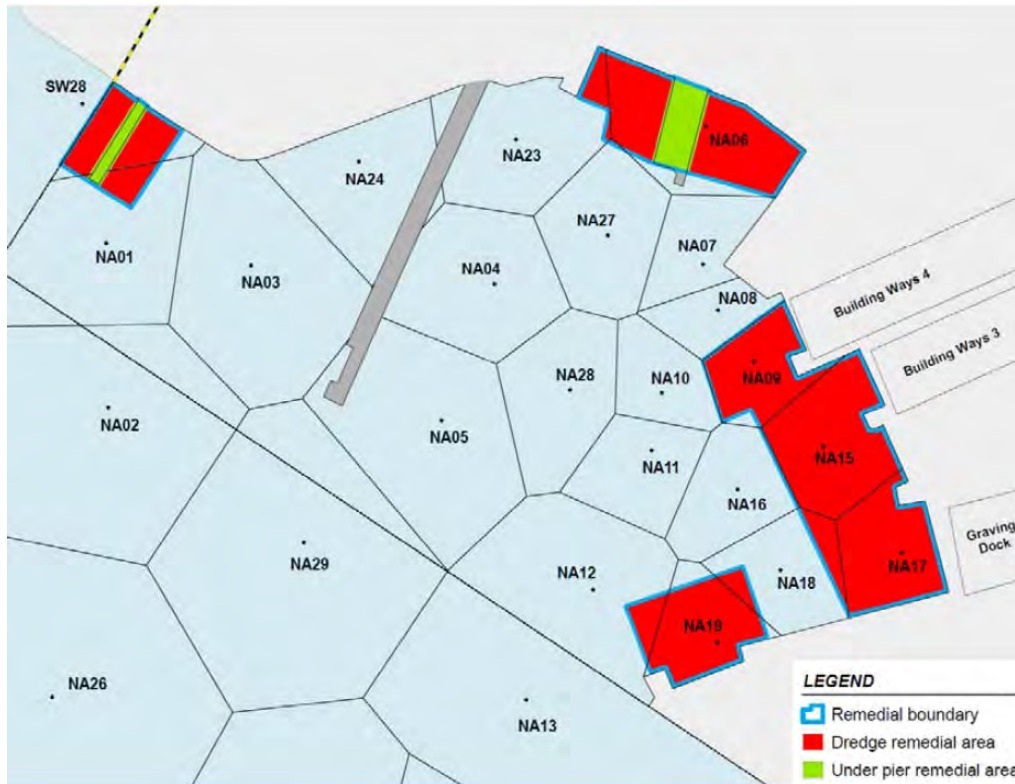 SW28
NA06
NA23
NA24
NA27
NA01
NA07
NA03
NA04
NA08
Building Ways 4
Building Ways 3
NA09
NA28
NA10
NA02
NA05
NA15
NA11
NA16
Graving
Dock
NA29
NA17
NA12
NA18
NA19
NA26
NA13
LEGEND
Remedial boundary
Dredge remedial area
Under pier remedial area